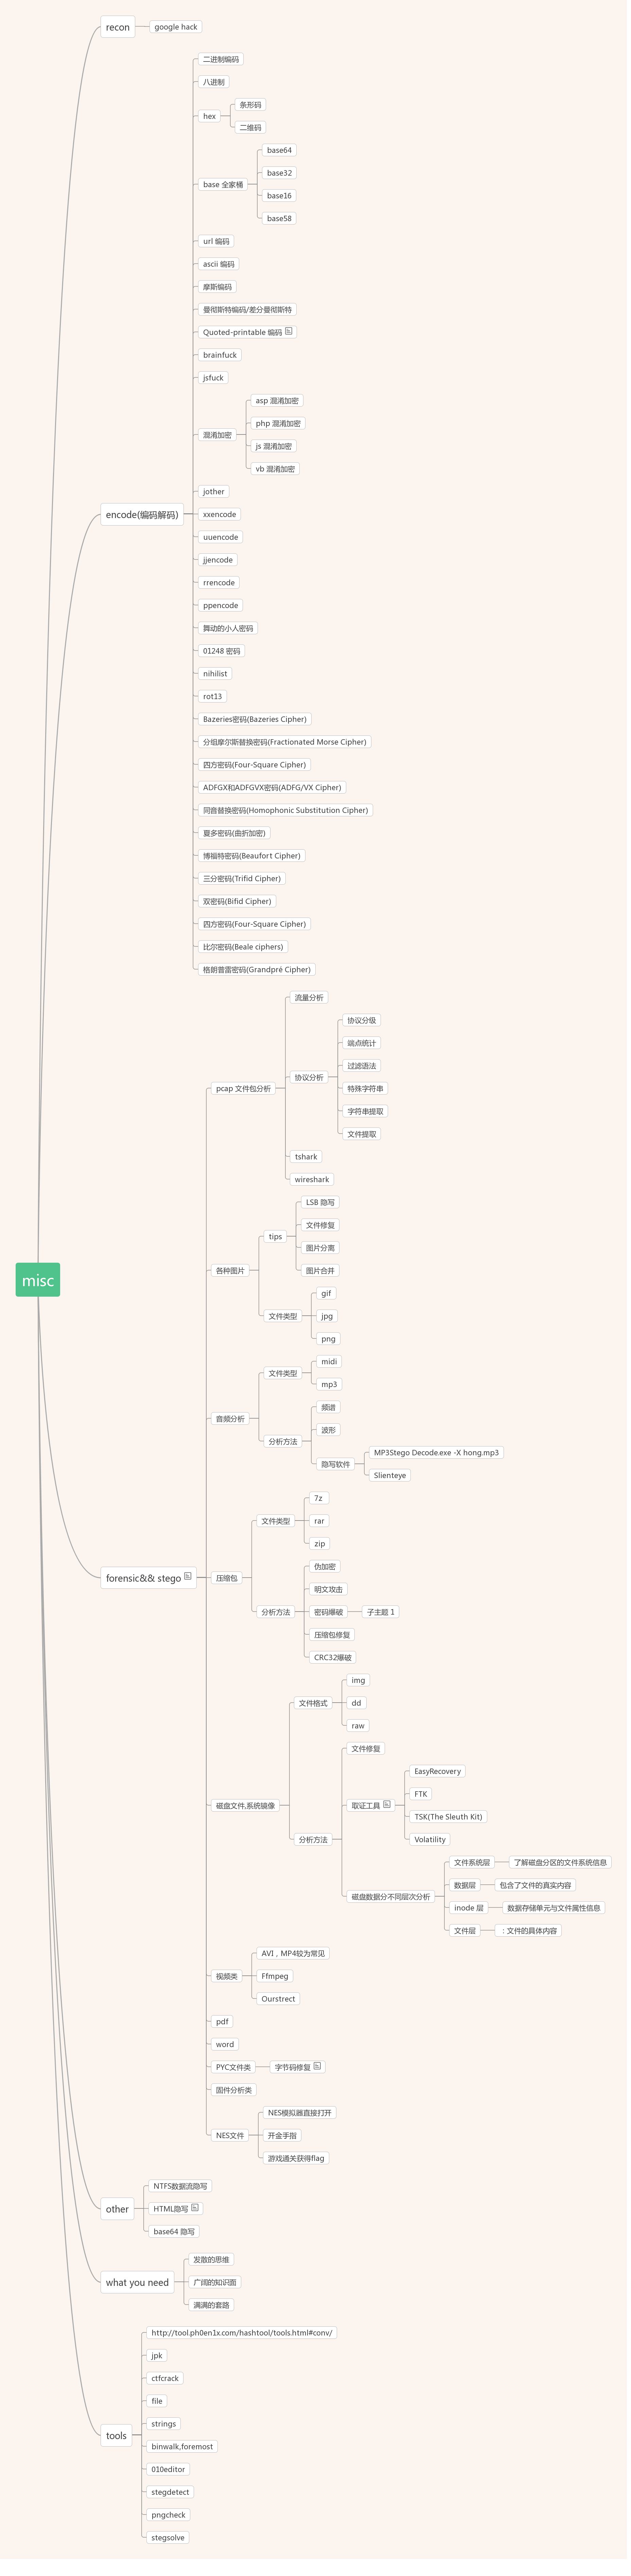 recon
google hack
二进制编码
八进制
条形码
hex
二维码
base64
base32
base 全家桶
base16
base58
url 编码
ascii 编码
摩斯编码
曼彻斯特编码/差分曼彻斯特
Quoted-printable 编码
brainfuck
jsfuck
asp 混淆加密
php 混淆加密
混淆加密
js 混淆加密
vb 混淆加密
jother
encode(编码解码)
xxencode
uuencode
jjencode
rrencode
ppencode
舞动的小人密码
01248 密码
nihilist
rot13
Bazeries密码(Bazeries Cipher)
分组摩尔斯替换密码(Fractionated Morse Cipher)
四方密码(Four-Square Cipher)
ADFGX和ADFGVX密码(ADFG/VX Cipher)
同音替换密码(Homophonic Substitution Cipher)
夏多密码(曲折加密)
博福特密码(Beaufort Cipher)
三分密码(Trifid Cipher)
双密码(Bifid Cipher)
四方密码(Four-Square Cipher)
比尔密码(Beale ciphers)
格朗普雷密码(Grandpré Cipher)
流量分析
协议分级
端点统计
过滤语法
协议分析
pcap 文件包分析
特殊字符串
字符串提取
文件提取
tshark
wireshark
LSB 隐写
文件修复
tips
图片分离
各种图片
图片合并
misc
gif
文件类型
jpg
png
midi
文件类型
mp3
频谱
音频分析
波形
分析方法
MP3Stego Decode.exe -X hong.mp3
隐写软件
Slienteye
7z
文件类型
rar
zip
伪加密
forensic&& stego
压缩包
明文攻击
分析方法
密码爆破
子主题 1
压缩包修复
CRC32爆破
img
文件格式
dd
raw
文件修复
EasyRecovery
FTK
磁盘文件,系统镜像
取证工具
TSK(The Sleuth Kit)
分析方法
Volatility
文件系统层
了解磁盘分区的文件系统信息
数据层
包含了文件的真实内容
磁盘数据分不同层次分析
inode 层
数据存储单元与文件属性信息
文件层
：文件的具体内容
AVI，MP4较为常见
视频类
Ffmpeg
Ourstrect
pdf
word
PYC文件类
字节码修复
固件分析类
NES模拟器直接打开
NES文件
开金手指
游戏通关获得flag
NTFS数据流隐写
other
HTML隐写
base64 隐写
发散的思维
what you need
广阔的知识面
满满的套路
http://tool.ph0en1x.com/hashtool/tools.html#conv/
jpk
ctfcrack
file
strings
tools
binwalk,foremost
010editor
stegdetect
pngcheck
stegsolve